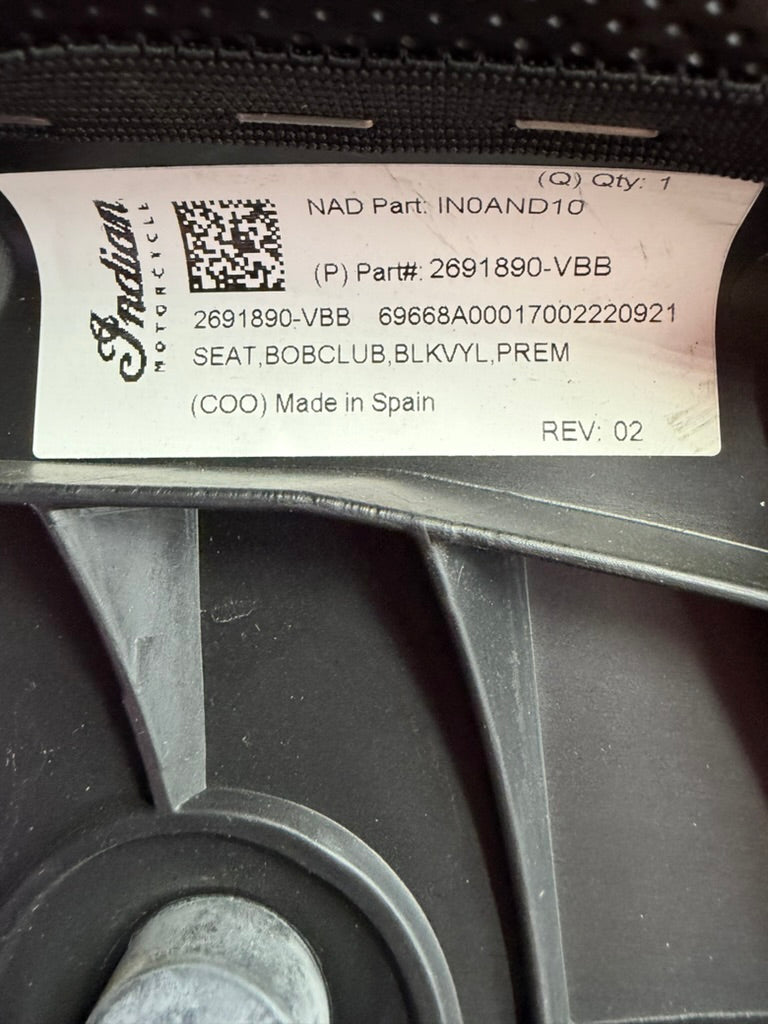 (Q) Qty: 1
Indian
MOTORCYCLE
NAD Part: IN0AND10
(P) Part#: 2691890-VBB
2691890-VBB 69668A00017002220921
SEAT,BOBCLUB,BLKVYL,PREM
(COO) Made in Spain
REV: 02